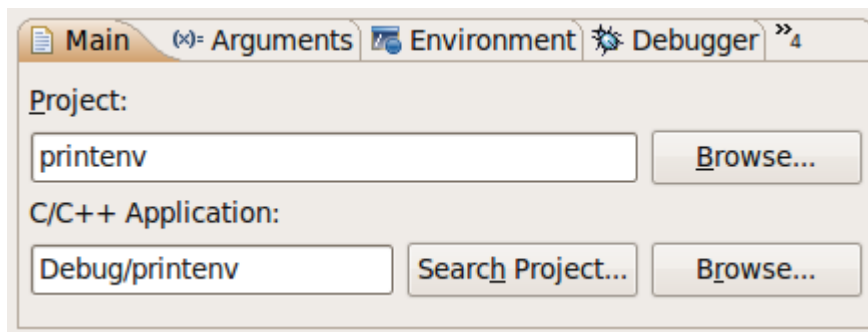 Main (x)= Arguments Environment Debugger »4
Project:
printenv Browse...
C/C++ Application:
Debug/printenv Search Project... Browse...